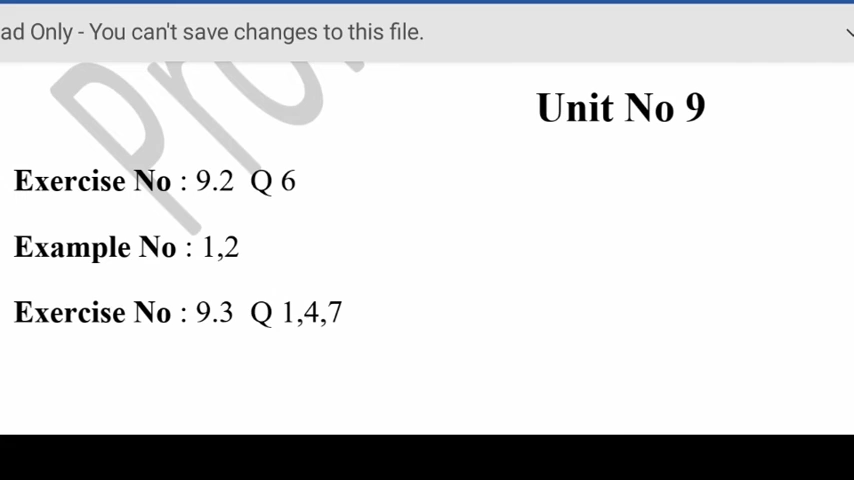 ad Only - You can't save changes to this file.
Unit No 9
Exercise No : 9.2 Q 6
Example No : 1,2
Exercise No : 9.3 Q 1,4,7